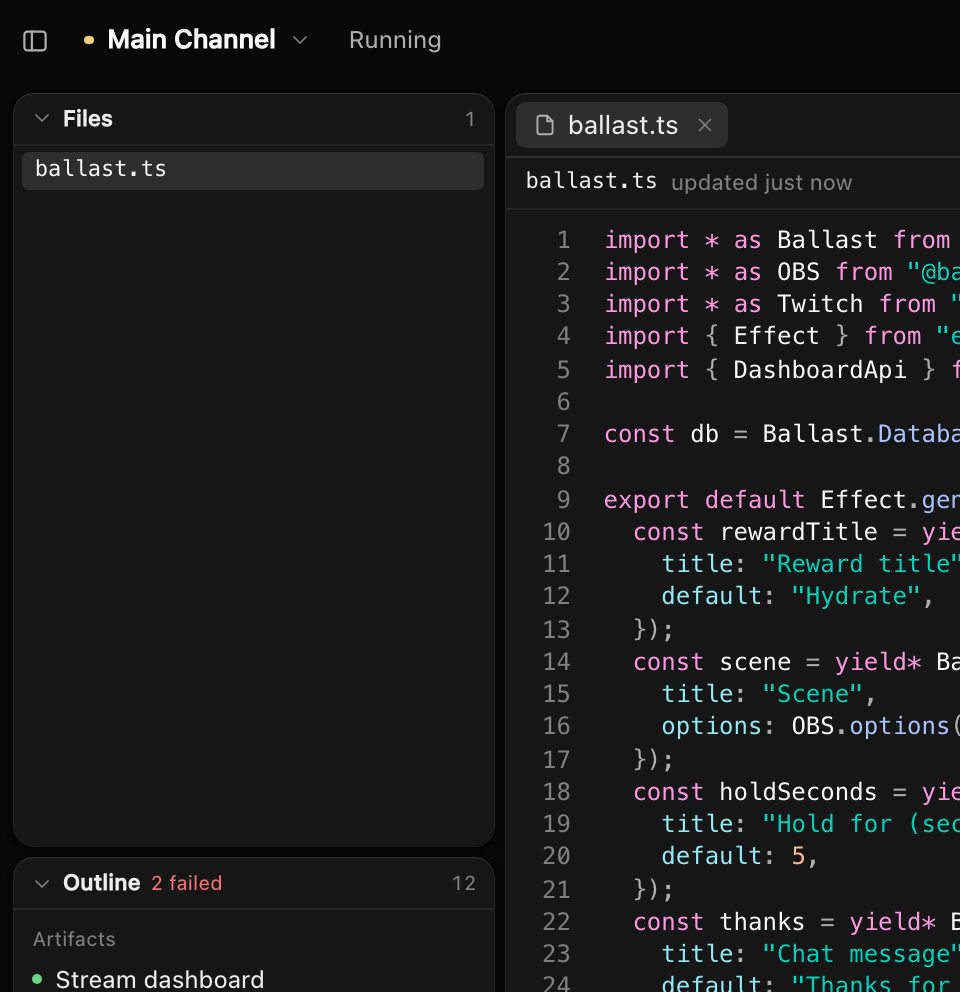 Main Channel Running
Files 1
ballast.ts
Outline 2 failed 12
Artifacts
Stream dashboard
ballast.ts
ballast.ts updated just now
1 import * as Ballast from
2 import * as OBS from "@ba
3 import * as Twitch from "
4 import { Effect } from "e
5 import { DashboardApi } f
6
7 const db = Ballast.Databa
8
9 export default Effect.gen
10 const rewardTitle = yie
11 title: "Reward title"
12 default: "Hydrate",
13 });
14 const scene = yield* Ba
15 title: "Scene",
16 options: OBS.options(
17 });
18 const holdSeconds = yie
19 title: "Hold for (sec
20 default: 5,
21 });
22 const thanks = yield* B
23 title: "Chat message"
24 default: "Thanks for